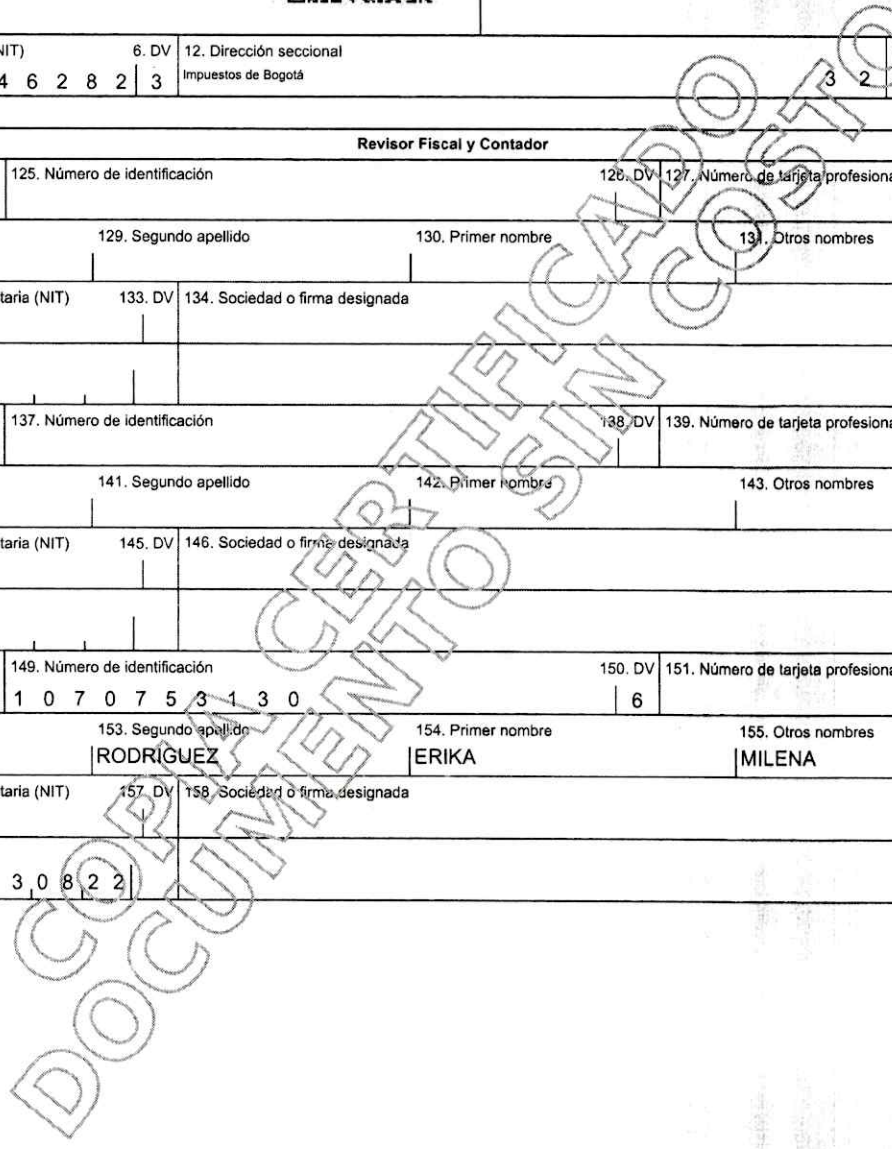 NIT) 6. DV 12. Dirección seccional
4 6 2 8 2 3 Impuestos de Bogotá 3 2
Revisor Fiscal y Contador
125. Número de identificación 126. DV 127. Número de tarjeta profesiona
129. Segundo apellido 130. Primer nombre 131. Otros nombres
taria (NIT) 133. DV 134. Sociedad o firma designada
137. Número de identificación 138. DV 139. Número de tarjeta profesiona
141. Segundo apellido 142. Primer nombre 143. Otros nombres
taria (NIT) 145. DV 146. Sociedad o firma designada
149. Número de identificación 150. DV 151. Número de tarjeta profesiona
1 0 7 0 7 5 3 1 3 0 6
153. Segundo apellido 154. Primer nombre 155. Otros nombres
RODRIGUEZ ERIKA MILENA
taria (NIT) 157. DV 158. Sociedad o firma designada
3 0 8 2 2
COPIA CERTIFICADO
DOCUMENTO SIN COSTO